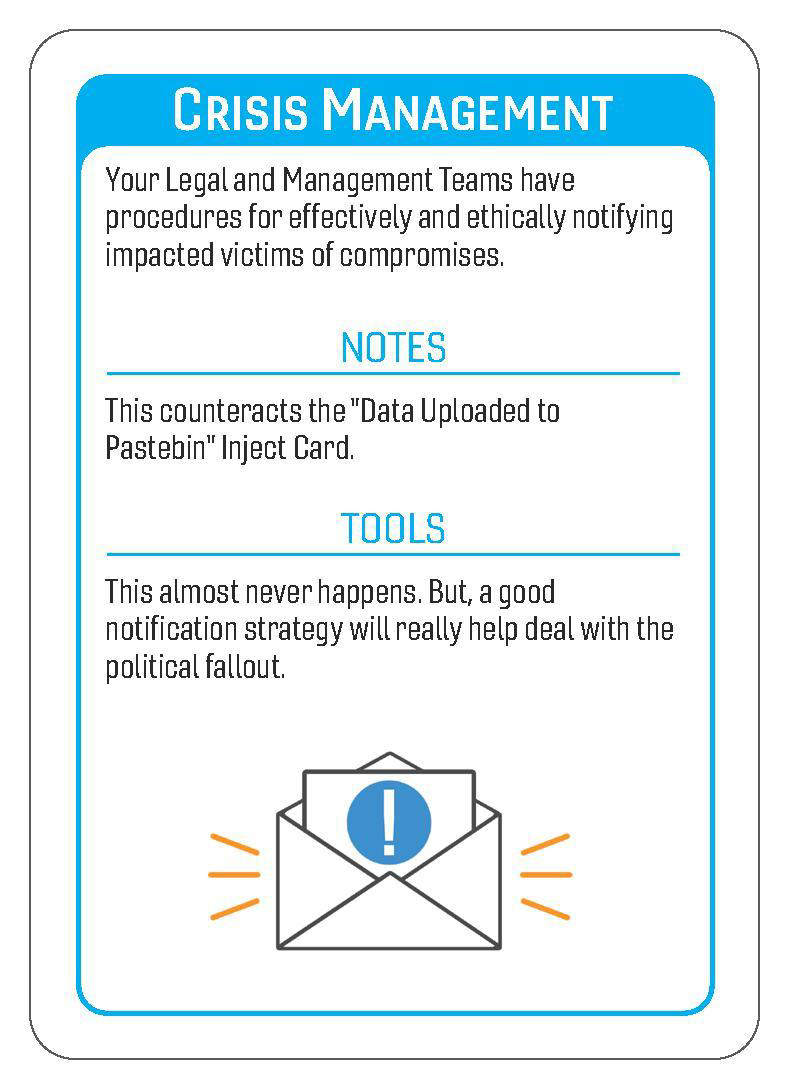 CRISIS MANAGEMENT
Your Legal and Management Teams have
procedures for effectively and ethically notifying
impacted victims of compromises.
NOTES
This counteracts the "Data Uploaded to
Pastebin" Inject Card.
TOOLS
This almost never happens. But, a good
notification strategy will really help deal with the
political fallout.
!